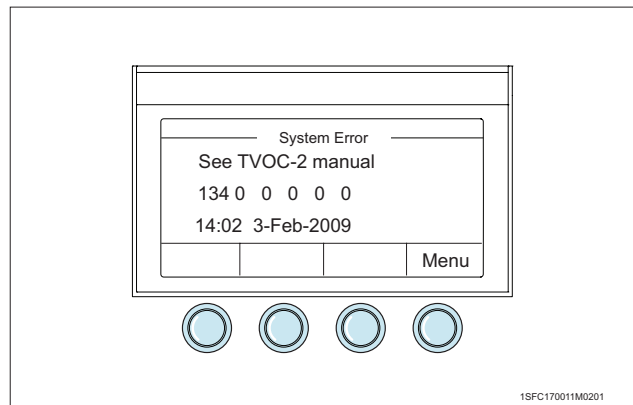 System Error
See TVOC-2 manual
134 0 0 0 0 0
14:02 3-Feb-2009
Menu
1SFC170011M0201